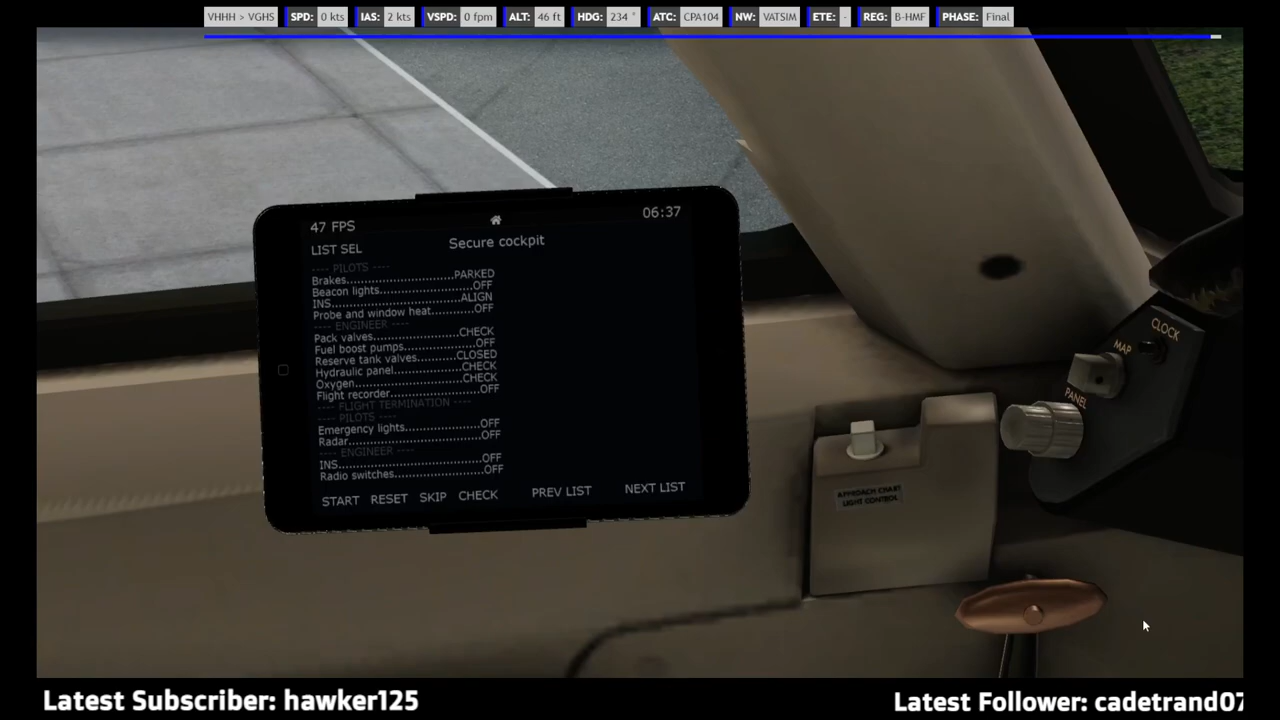 VHHH > VGHS SPD: 0 kts IAS: 2 kts VSPD: 0 fpm ALT: 46 ft HDG: 234 ° ATC: CPA104 NW: VATSIM ETE: - REG: B-HMF PHASE: Final
47 FPS 06:37
LIST SEL Secure cockpit
---- PILOTS ----
Brakes............................PARKED
Beacon lights.......................OFF
INS...............................ALIGN
Probe and window heat............OFF
---- ENGINEER ----
Pack valves.......................CHECK
Fuel boost pumps...................OFF
Reserve tank valves..........CLOSED
Hydraulic panel...................CHECK
Oxygen............................CHECK
Flight recorder.....................OFF
---- FLIGHT TERMINATION ----
---- PILOTS ----
Emergency lights...................OFF
Radar...............................OFF
---- ENGINEER ----
INS.................................OFF
Radio switches.....................OFF
START RESET SKIP CHECK PREV LIST NEXT LIST
CLOCK
MAP
PANEL
APPROACH CHART
LIGHT CONTROL
Latest Subscriber: hawker125 Latest Follower: cadetrand07